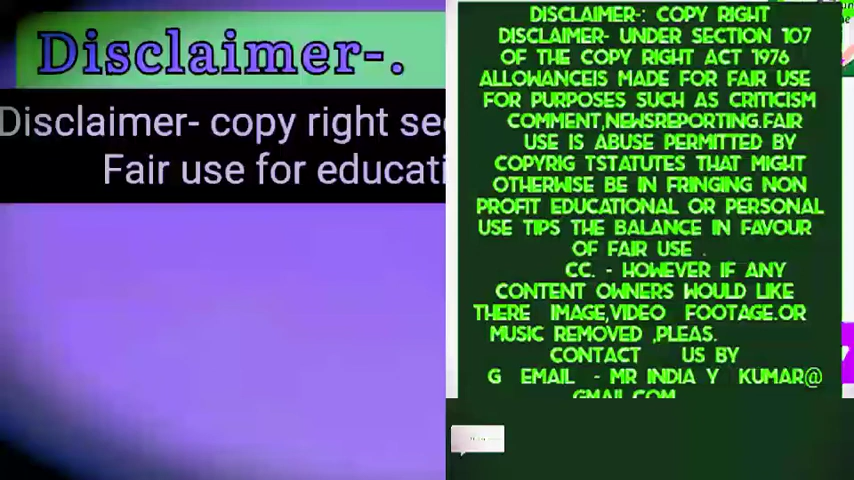 Disclaimer-.
Disclaimer- copy right
Fair use for
DISCLAIMER-: COPY RIGHT
DISCLAIMER- UNDER SECTION 107
OF THE COPY RIGHT ACT 1976
ALLOWANCEIS MADE FOR FAIR USE
FOR PURPOSES SUCH AS CRITICISM
COMMENT,NEWSREPORTING.FAIR
USE IS ABUSE PERMITTED BY
COPYRIG TSTATUTES THAT MIGHT
OTHERWISE BE IN FRINGING NON
PROFIT EDUCATIONAL OR PERSONAL
USE TIPS THE BALANCE IN FAVOUR
OF FAIR USE .
CC. - HOWEVER IF ANY
CONTENT OWNERS WOULD LIKE
THERE IMAGE,VIDEO FOOTAGE.OR
MUSIC REMOVED ,PLEAS.
CONTACT US BY
G EMAIL - MR INDIA Y KUMAR@
GMAIL.COM